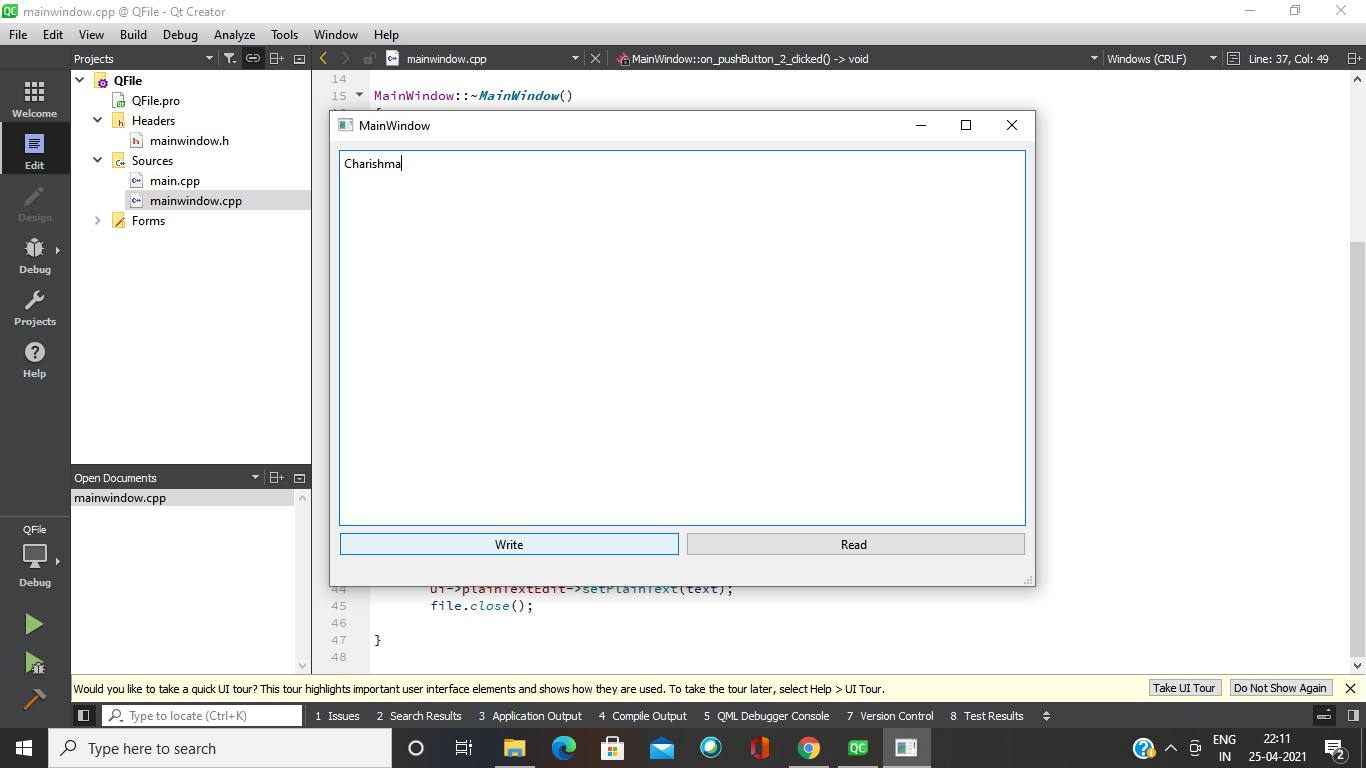 mainwindow.cpp @ QFile - Qt Creator
File Edit View Build Debug Analyze Tools Window Help
Projects mainwindow.cpp MainWindow::on_pushButton_2_clicked() -> void Windows (CRLF) Line: 37, Col: 49
Welcome
Edit
Design
Debug
Projects
Help
QFile
Debug
QFile
QFile.pro
Headers
mainwindow.h
Sources
main.cpp
mainwindow.cpp
Forms
Open Documents
mainwindow.cpp
14
15 MainWindow::~MainWindow()
MainWindow
Charishma
Write Read
44 ui->plainTextEdit->setPlainText(text);
45 file.close();
46
47 }
48
Would you like to take a quick UI tour? This tour highlights important user interface elements and shows how they are used. To take the tour later, select Help > UI Tour. Take UI Tour Do Not Show Again
Type to locate (Ctrl+K) 1 Issues 2 Search Results 3 Application Output 4 Compile Output 5 QML Debugger Console 7 Version Control 8 Test Results
Type here to search ENG 22:11
IN 25-04-2021 2